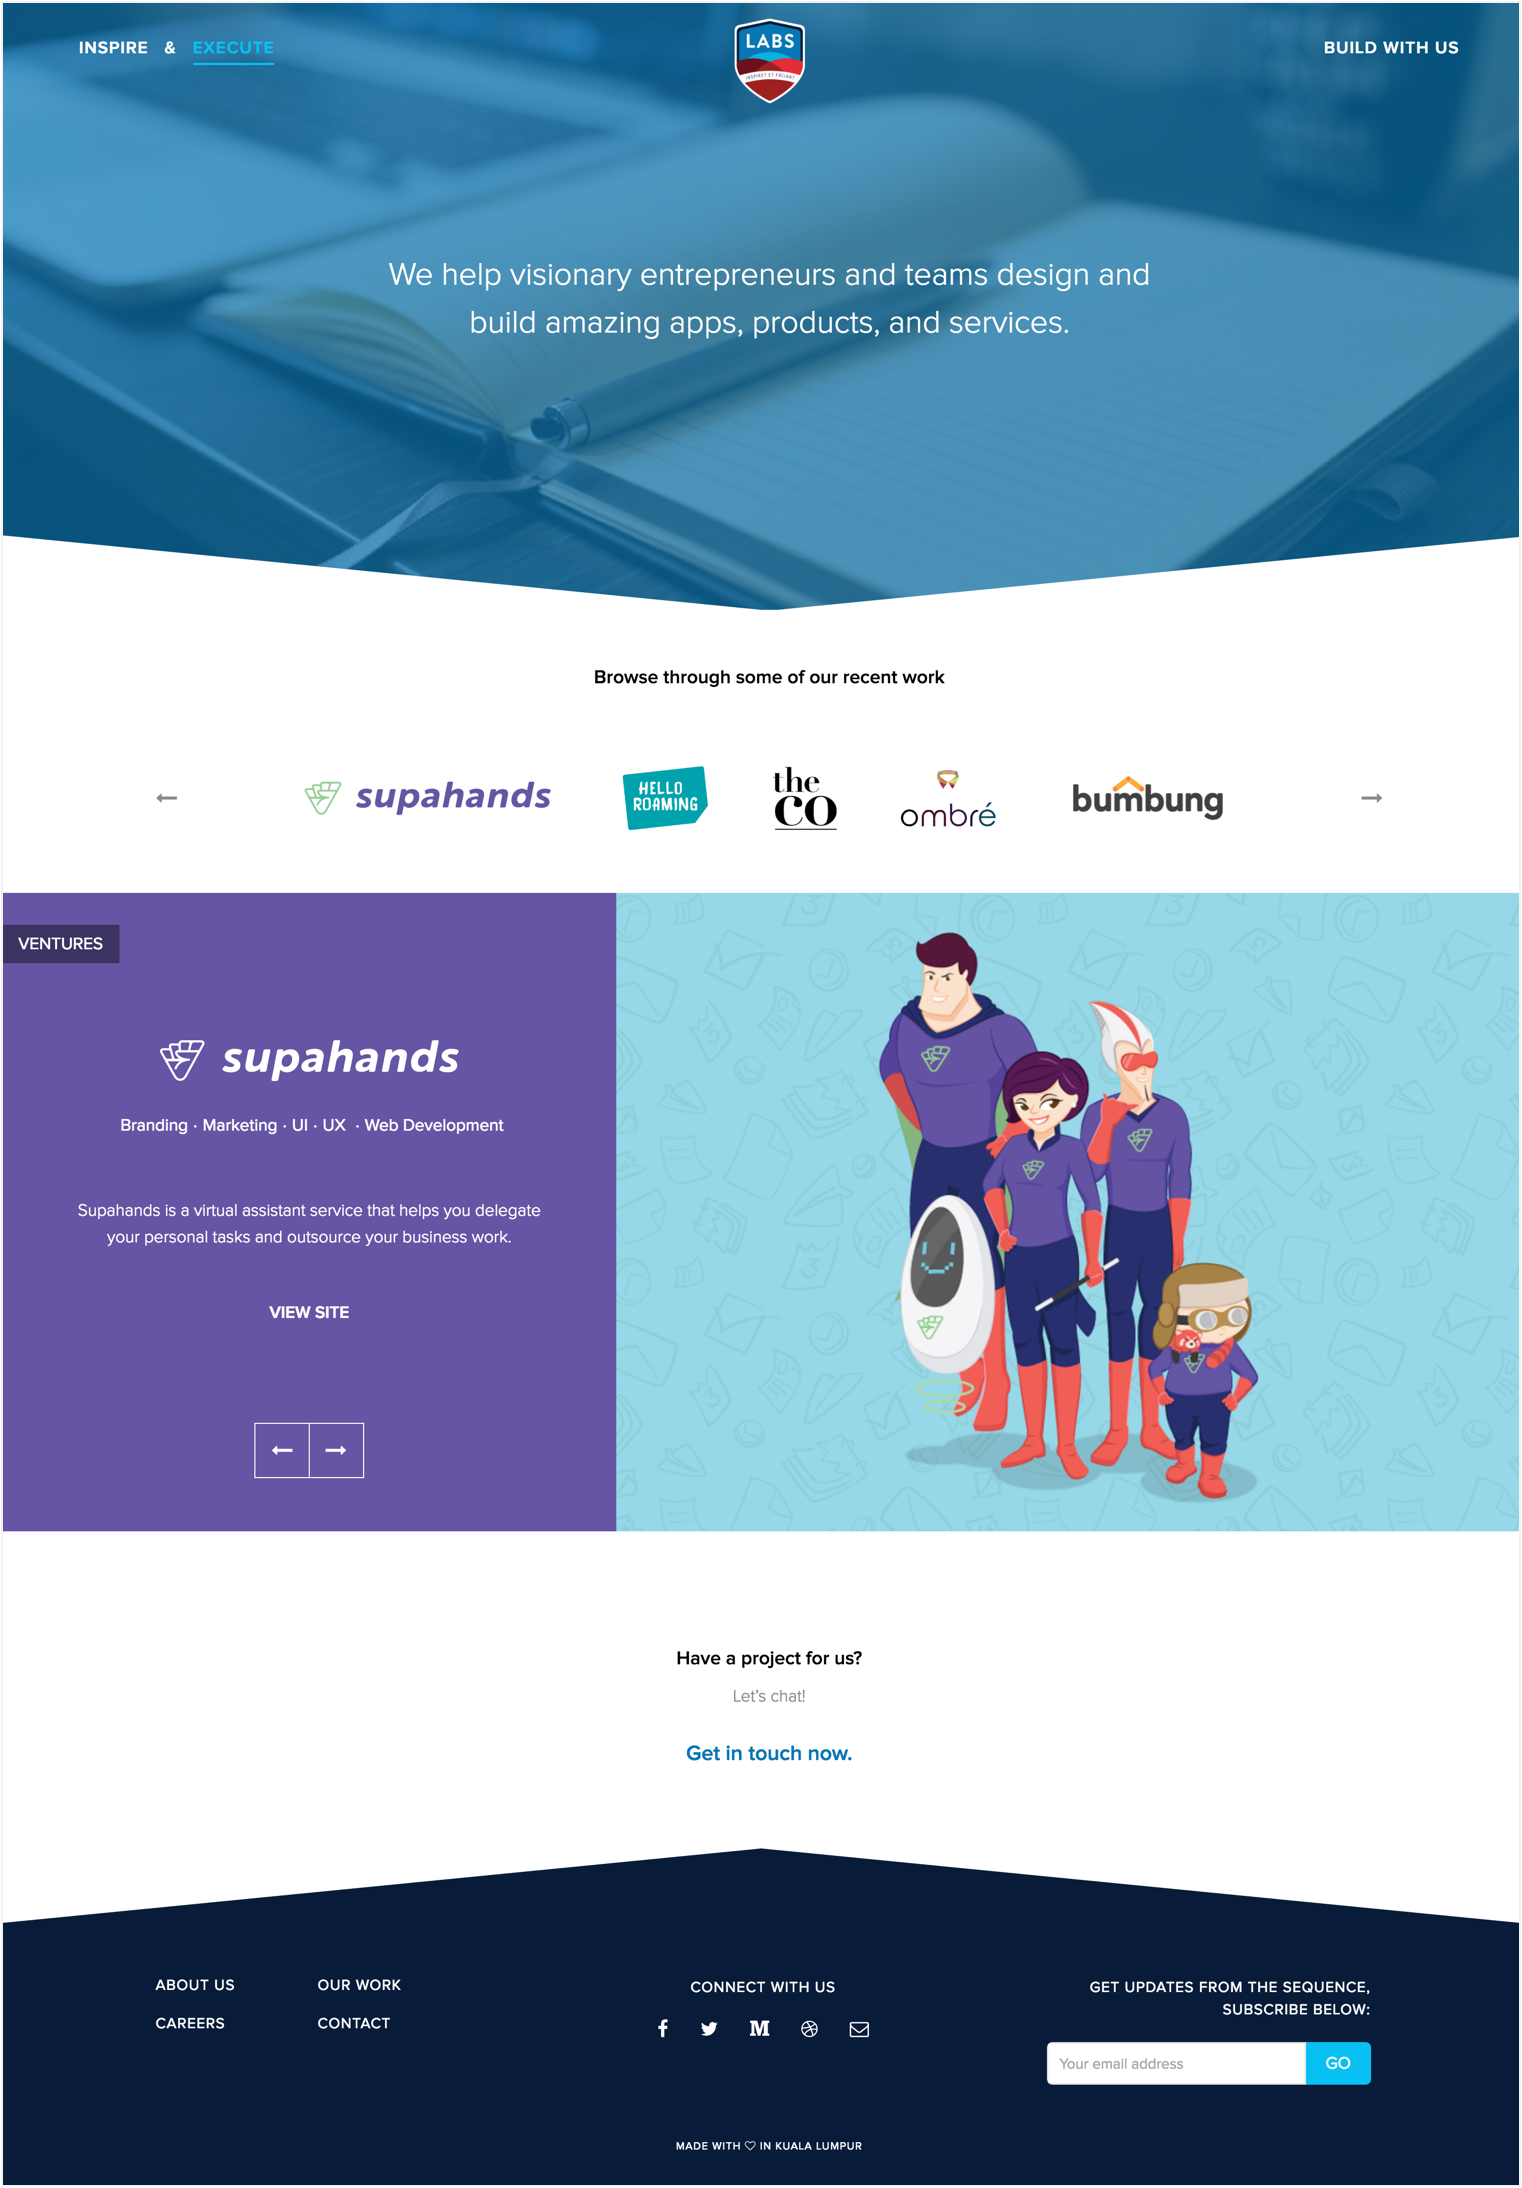 INSPIRE & EXECUTE
LABS
INSPIRET ET FACIANT
BUILD WITH US
We help visionary entrepreneurs and teams design and
build amazing apps, products, and services.
Browse through some of our recent work
supahands
HELLO
ROAMING
the
co
ombré
bumbung
VENTURES
supahands
Branding · Marketing · UI · UX · Web Development
Supahands is a virtual assistant service that helps you delegate
your personal tasks and outsource your business work.
VIEW SITE
Have a project for us?
Let's chat!
Get in touch now.
ABOUT US
OUR WORK
CAREERS
CONTACT
CONNECT WITH US
GET UPDATES FROM THE SEQUENCE,
SUBSCRIBE BELOW:
Your email address
GO
MADE WITH ♡ IN KUALA LUMPUR